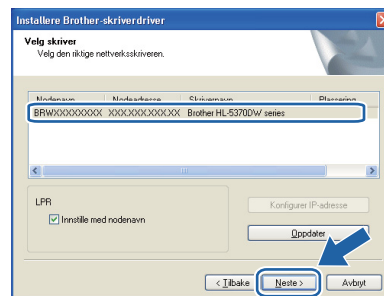 Installere Brother-skriverdriver
Velg skriver
Velg den riktige nettverksskriveren.
Nodenavn Nodeadresse Skrivernavn Plassering
BRWXXXXXXXX XXX.XXX.XXX.XX Brother HL-5370DW series
LPR
Innstille med nodenavn
Konfigurer IP-adresse
Oppdater
< Tilbake Neste > Avbryt